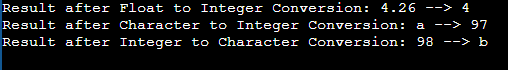 Result after Float to Integer Conversion: 4.26 --> 4
Result after Character to Integer Conversion: a --> 97
Result after Integer to Character Conversion: 98 --> b